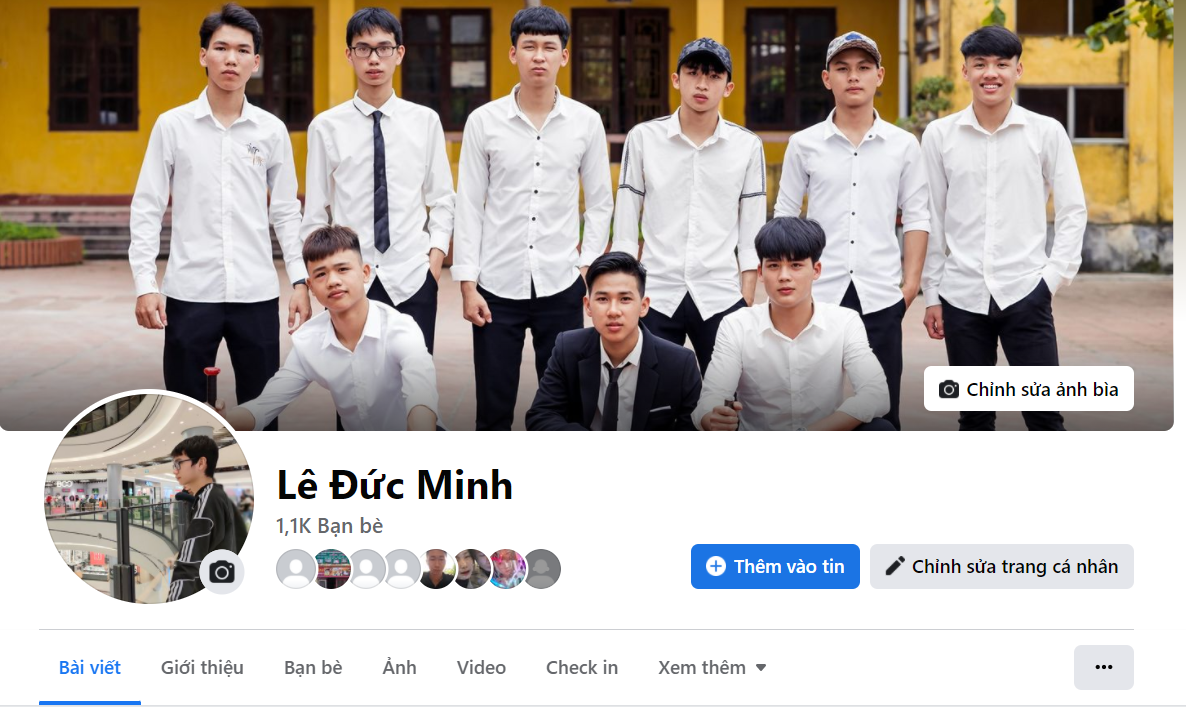 Chỉnh sửa ảnh bìa
Lê Đức Minh
1,1K Bạn bè
Thêm vào tin
Chỉnh sửa trang cá nhân
Bài viết
Giới thiệu
Bạn bè
Ảnh
Video
Check in
Xem thêm